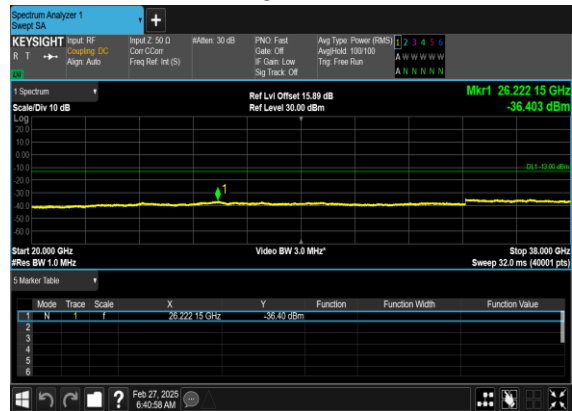 Spectrum Analyzer 1
Swept SA
KEYSIGHT Input: RF Input Z: 50 Ω #Atten: 30 dB PNO: Fast Avg Type: Power (RMS) 1 2 3 4 5 6
R T Coupling: DC Corr CCorr Gate: Off Avg|Hold: 100/100 A W W W W W
Align: Auto Freq Ref: Int (S) IF Gain: Low Trig: Free Run
Sig Track: Off A N N N N N
1 Spectrum Ref Lvl Offset 15.89 dB Mkr1 26.222 15 GHz
Scale/Div 10 dB Ref Level 30.00 dBm -36.403 dBm
Log
20.0
10.0
0.00
-10.0
DL1 -13.00 dBm
-20.0
-30.0
1
-40.0
-50.0
-60.0
Start 20.000 GHz Video BW 3.0 MHz* Stop 38.000 GHz
#Res BW 1.0 MHz Sweep 32.0 ms (40001 pts)
5 Marker Table
Mode Trace Scale X Y Function Function Width Function Value
1 N 1 f 26.222 15 GHz -36.40 dBm
2
3
4
5
6
? Feb 27, 2025
6:40:58 AM